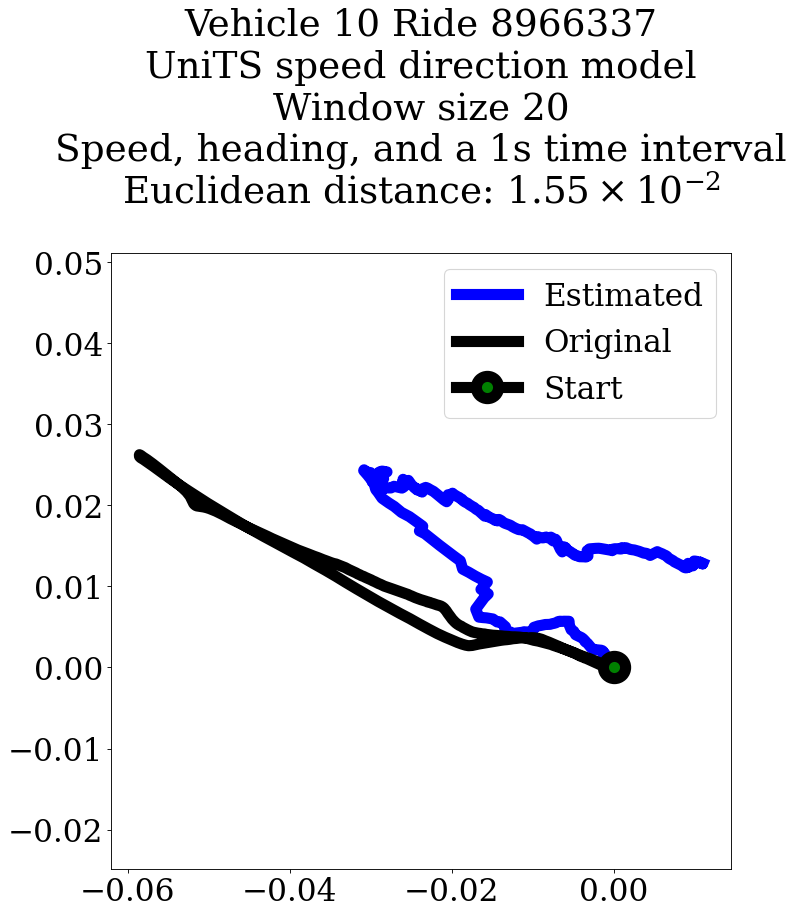 Vehicle 10 Ride 8966337
UniTS speed direction model
Window size 20
Speed, heading, and a 1s time interval
Euclidean distance: 1.55 × 10⁻²
0.05
Estimated
0.04
Original
Start
0.03
0.02
0.01
0.00
−0.01
−0.02
−0.06 −0.04 −0.02 0.00